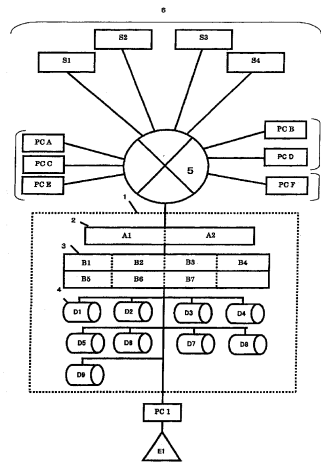 6
S2
S3
S1
S4
PC A
PC B
PC C
PC D
5
PC E
PC F
1
2
A1 A2
3
B1 B2 B3 B4
B5 B6 B7
4
D1 D2 D3 D4
D5 D6 D7 D8
D9
PC 1
E1